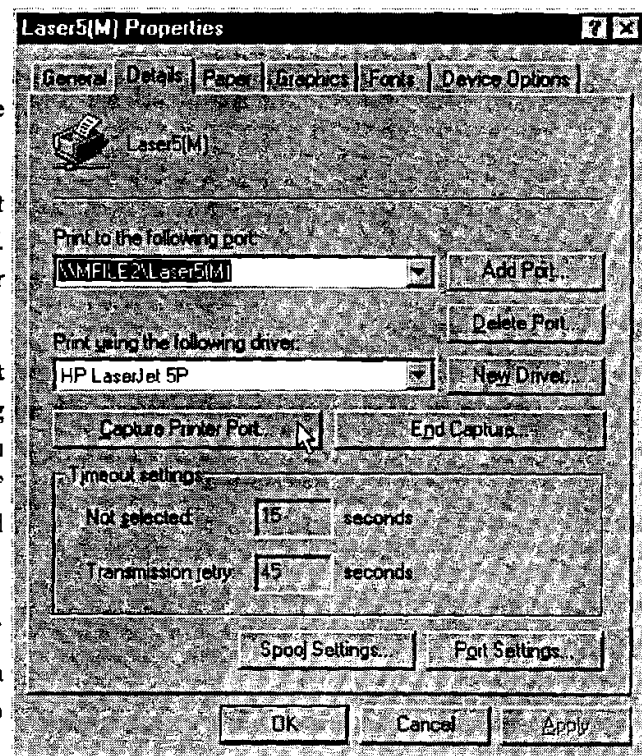 Laser5(M) Properties
General Details Paper Graphics Fonts Device Options
Laser5(M)
Print to the following port:
\\MFILE2\Laser5(M) Add Port...
Delete Port...
Print using the following driver:
HP LaserJet 5P New Driver...
Capture Printer Port... End Capture...
Timeout settings
Not selected: 15 seconds
Transmission retry: 45 seconds
Spool Settings... Port Settings...
OK Cancel Apply